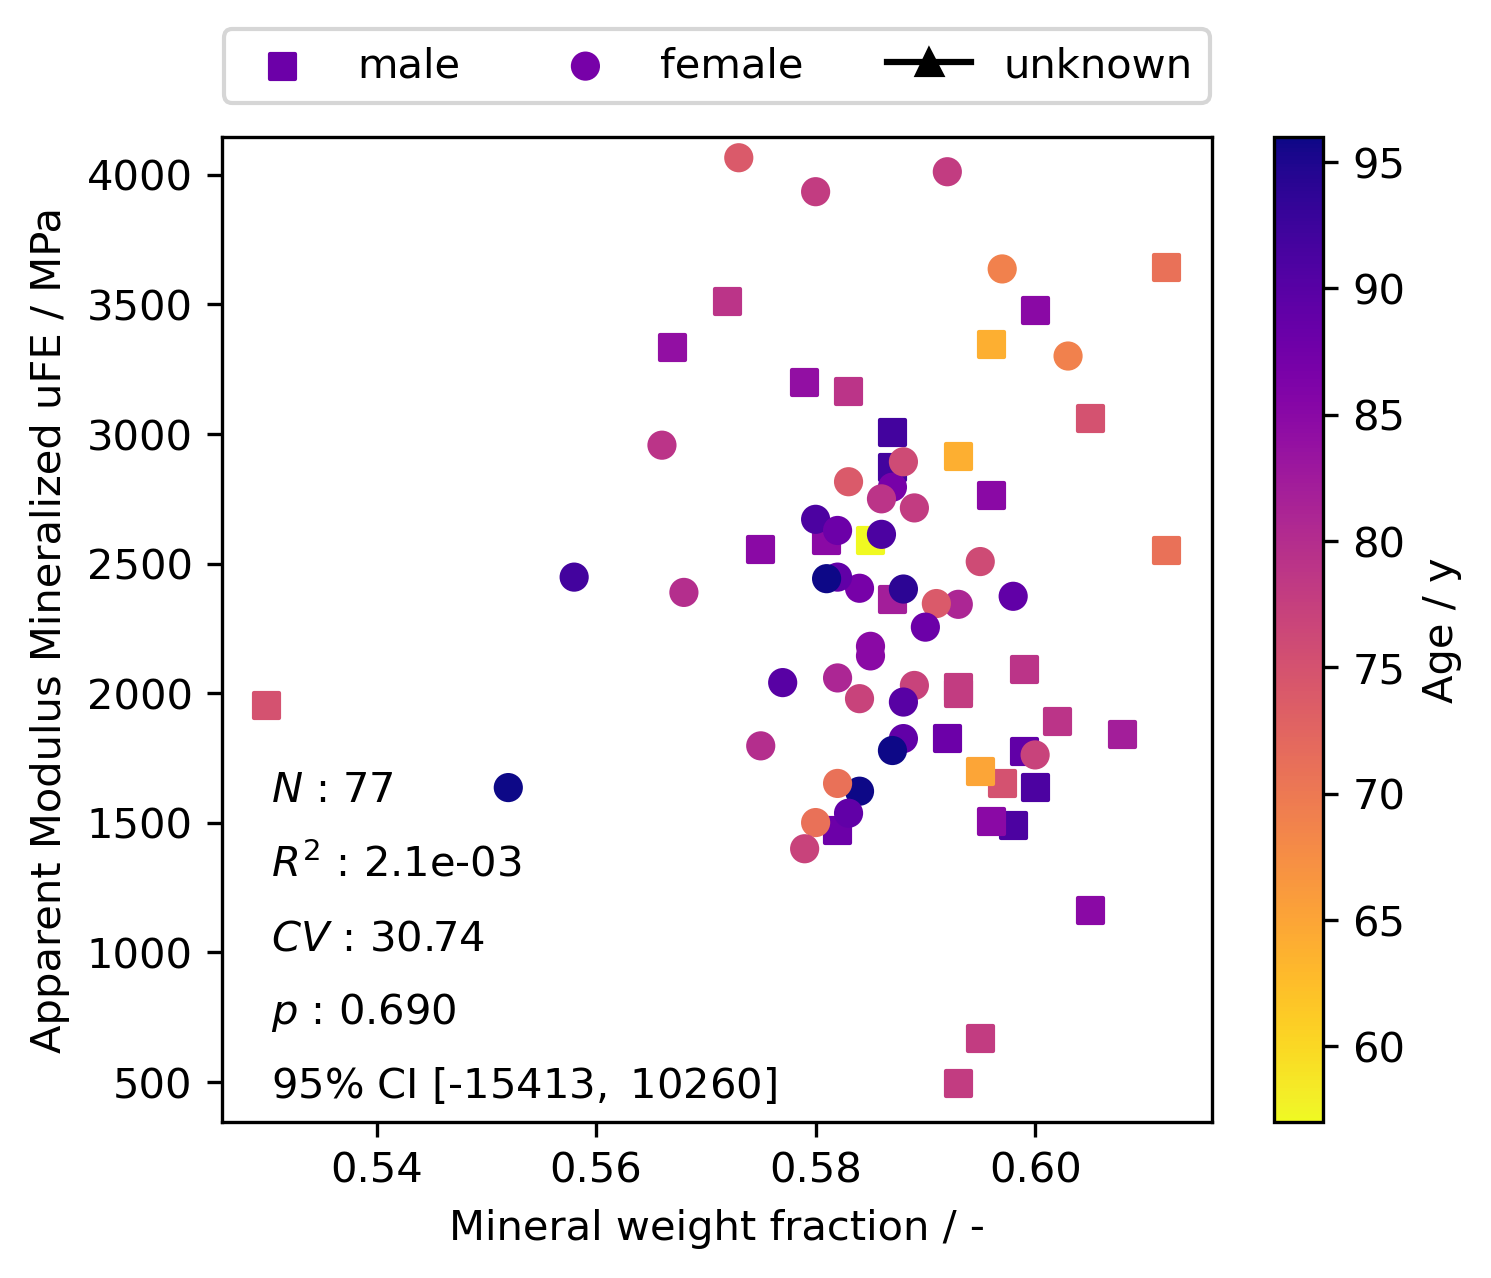 male female unknown
4000
3500
3000
2500
2000
1500
1000
500
Apparent Modulus Mineralized uFE / MPa
N : 77
R² : 2.1e-03
CV : 30.74
p : 0.690
95% CI [-15413, 10260]
0.54 0.56 0.58 0.60
Mineral weight fraction / -
95
90
85
80
75
70
65
60
Age / y